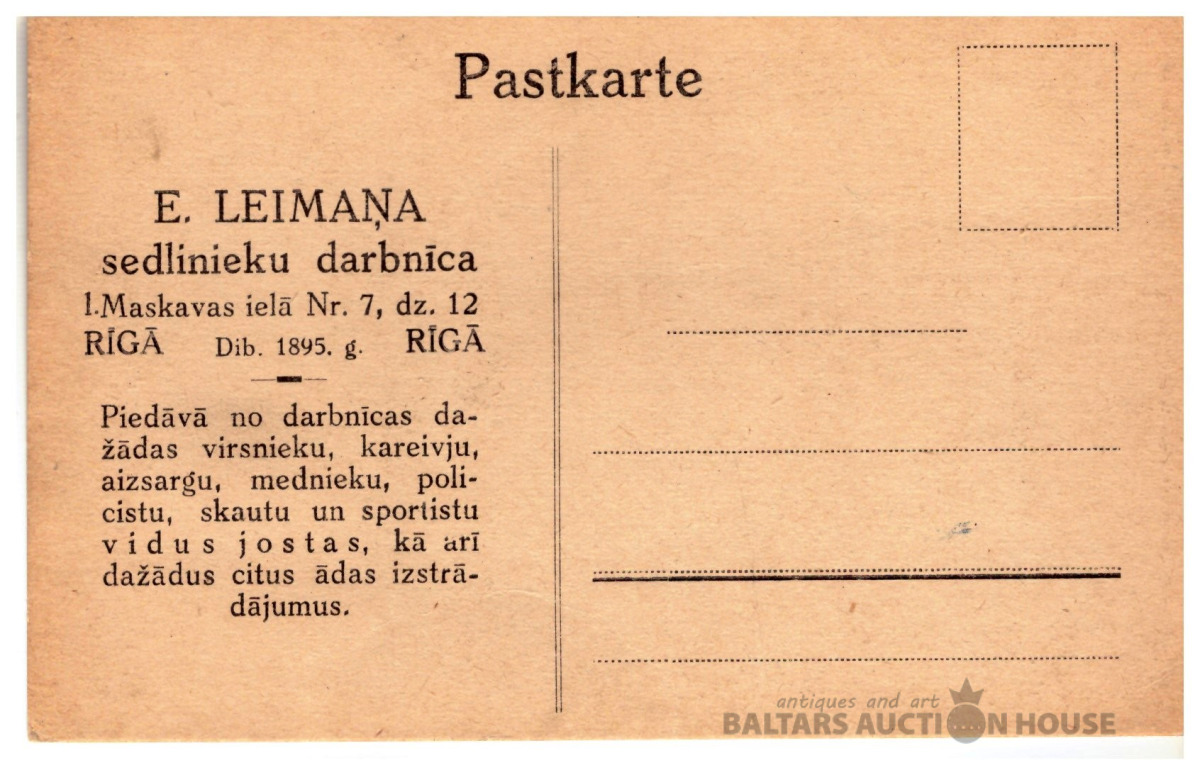 Pastkarte
E. LEIMAŅA
sedlinieku darbnīca
l.Maskavas ielā Nr. 7, dz. 12
RĪGĀ Dib. 1895. g. RĪGĀ
Piedāvā no darbnīcas da-
žādas virsnieku, kareivju,
aizsargu, mednieku, poli-
cistu, skautu un sportistu
vidus jostas, kā arī
dažādus citus ādas izstrā-
dājumus.
antiques and art
BALTARS AUCTION HOUSE